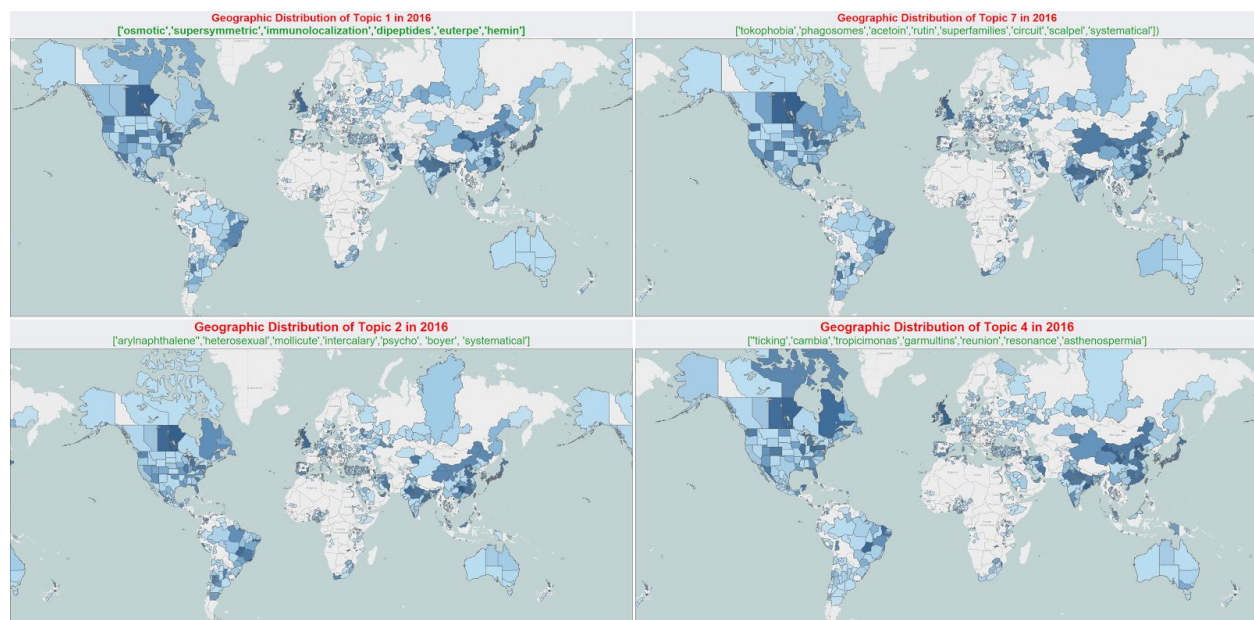 Geographic Distribution of Topic 1 in 2016
['osmotic','supersymmetric','immunolocalization','dipeptides','euterpe','hemin']
Geographic Distribution of Topic 7 in 2016
['tokophobia','phagosomes','acetoin','rutin','superfamilies','circuit','scalpel','systematical'])
Geographic Distribution of Topic 2 in 2016
['arylnaphthalene'','heterosexual','mollicute','intercalary','psycho', 'boyer', 'systematical']
Geographic Distribution of Topic 4 in 2016
[''ticking','cambia','tropicimonas','garmultins','reunion','resonance','asthenospermia']